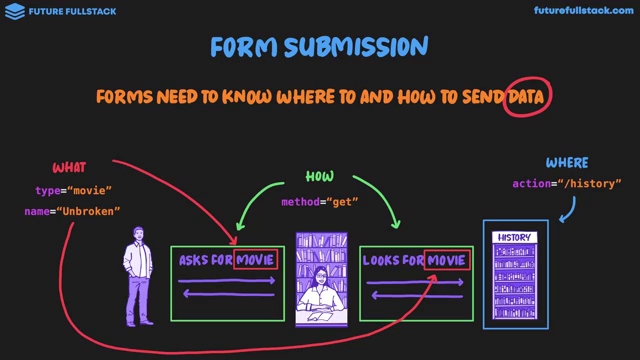 FUTURE FULLSTACK
futurefullstack.com
FORM SUBMISSION
FORMS NEED TO KNOW WHERE TO AND HOW TO SEND DATA
WHAT
type="movie"
name="Unbroken"
HOW
method="get"
WHERE
action="/history"
ASKS FOR MOVIE
LOOKS FOR MOVIE
HISTORY